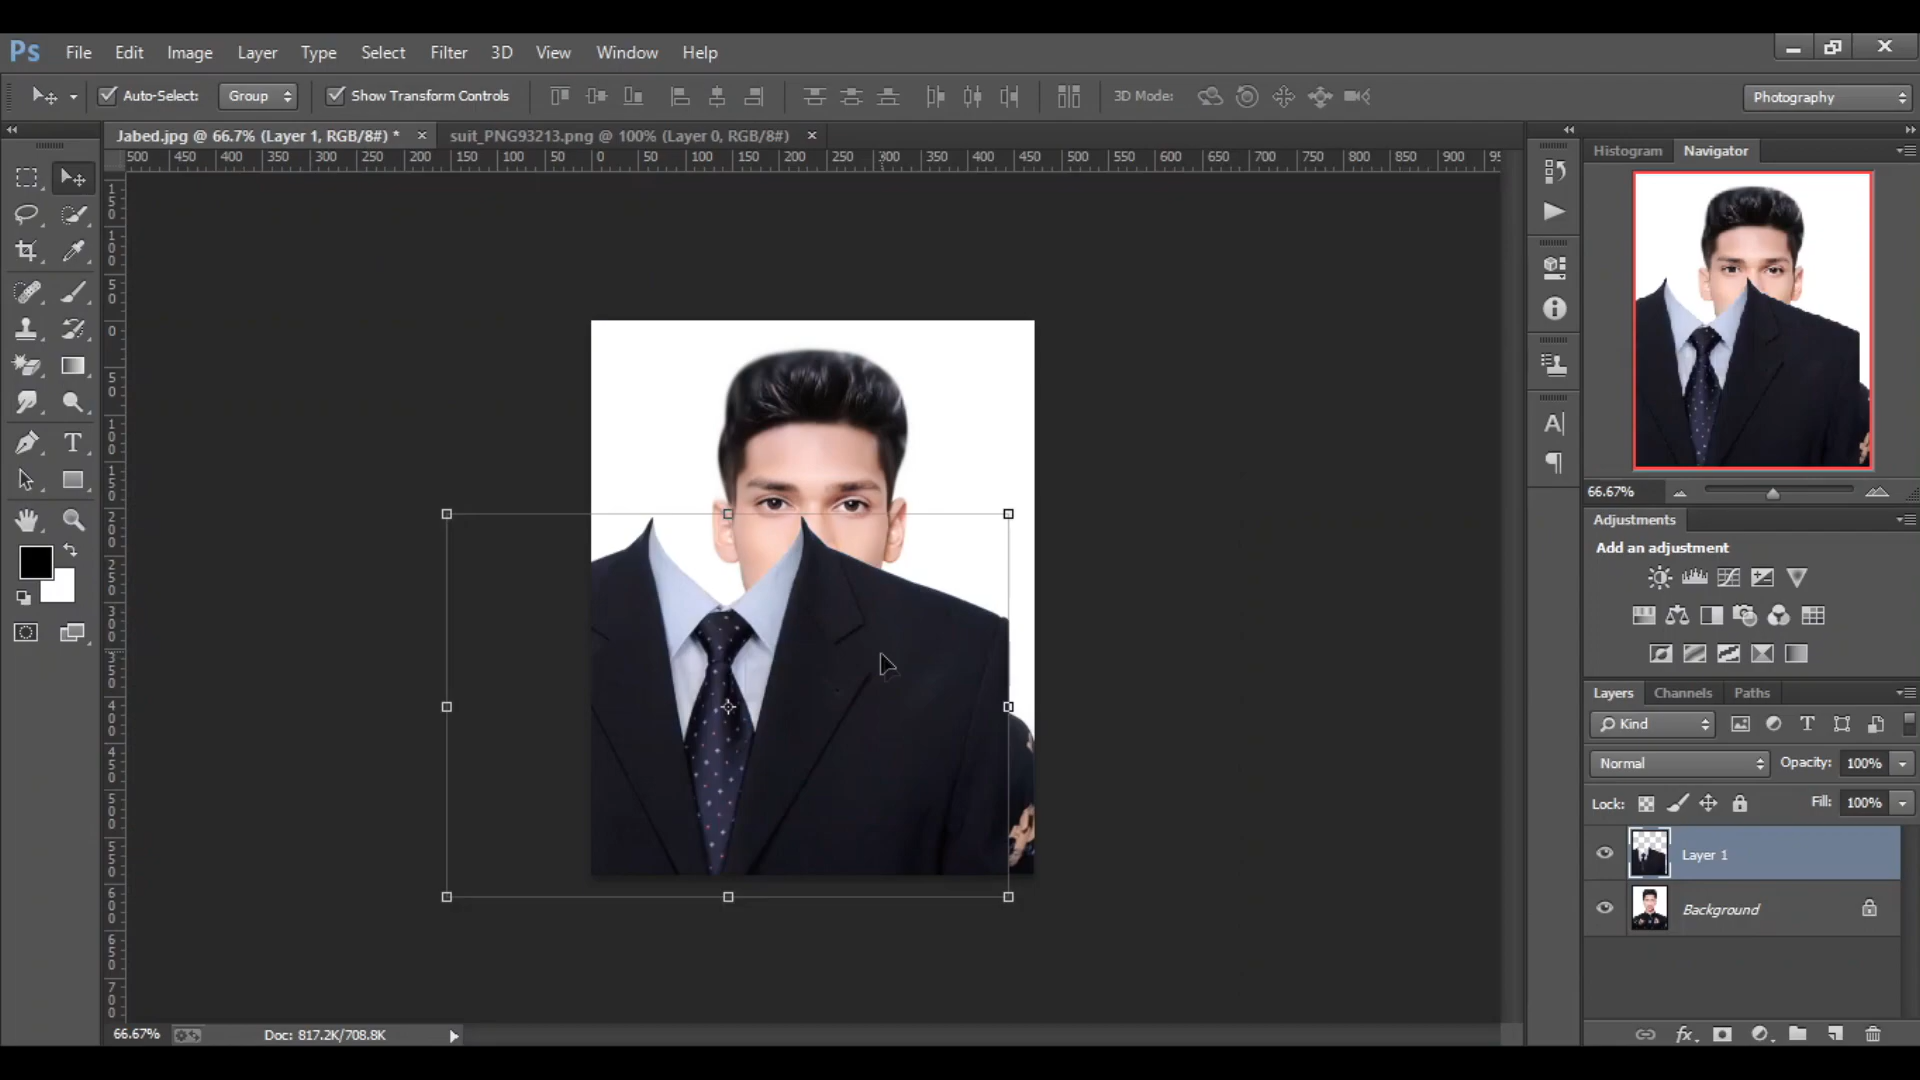 Ps File Edit Image Layer Type Select Filter 3D View Window Help
Auto-Select: Group Show Transform Controls 3D Mode: Photography
Jabed.jpg @ 66.7% (Layer 1, RGB/8#) * × suit_PNG93213.png @ 100% (Layer 0, RGB/8#) ×
500 450 400 350 300 250 200 150 100 50 0 50 100 150 200 250 300 350 400 450 500 550 600 650 700 750 800 850 900 95
Histogram Navigator
66.67%
Adjustments
Add an adjustment
Layers Channels Paths
Kind
Normal Opacity: 100%
Lock: Fill: 100%
Layer 1
Background
66.67% Doc: 817.2K/708.8K